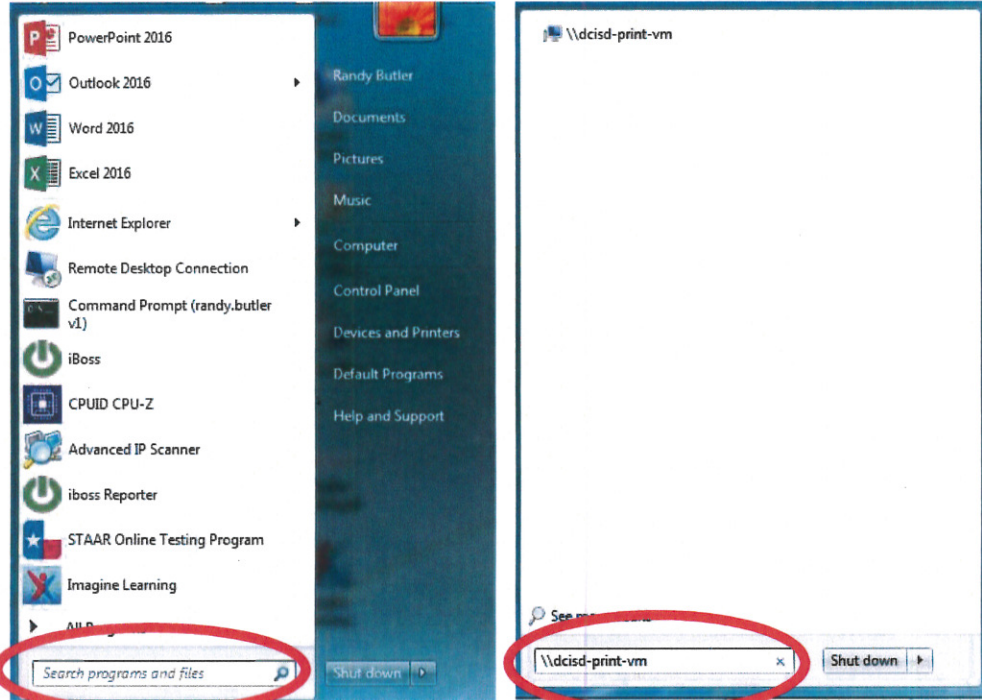 PowerPoint 2016
Outlook 2016
Word 2016
Excel 2016
Internet Explorer
Remote Desktop Connection
Command Prompt (randy.butler
v1)
iBoss
CPUID CPU-Z
Advanced IP Scanner
iboss Reporter
STAAR Online Testing Program
Imagine Learning
Search programs and files
Randy Butler
Documents
Pictures
Music
Computer
Control Panel
Devices and Printers
Default Programs
Help and Support
Shut down
\\dcisd-print-vm
See
\\dcisd-print-vm
Shut down